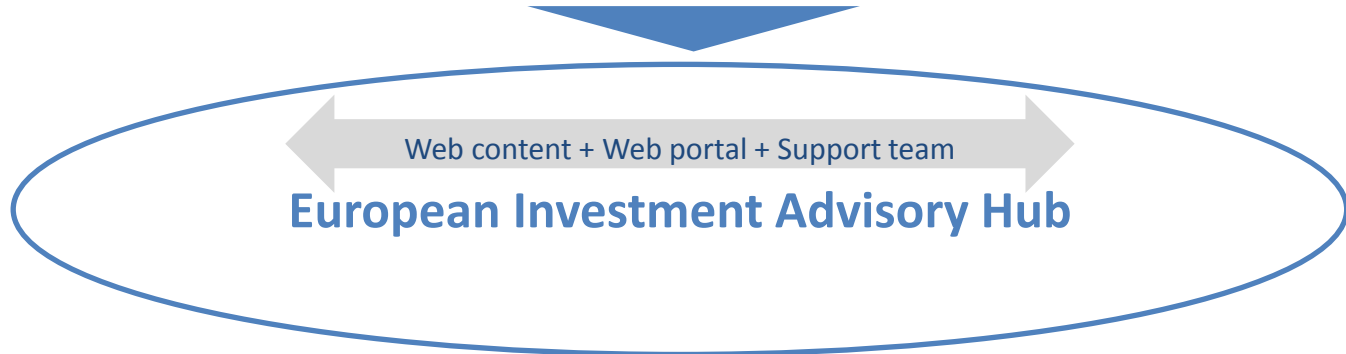 Web content + Web portal + Support team
European Investment Advisory Hub